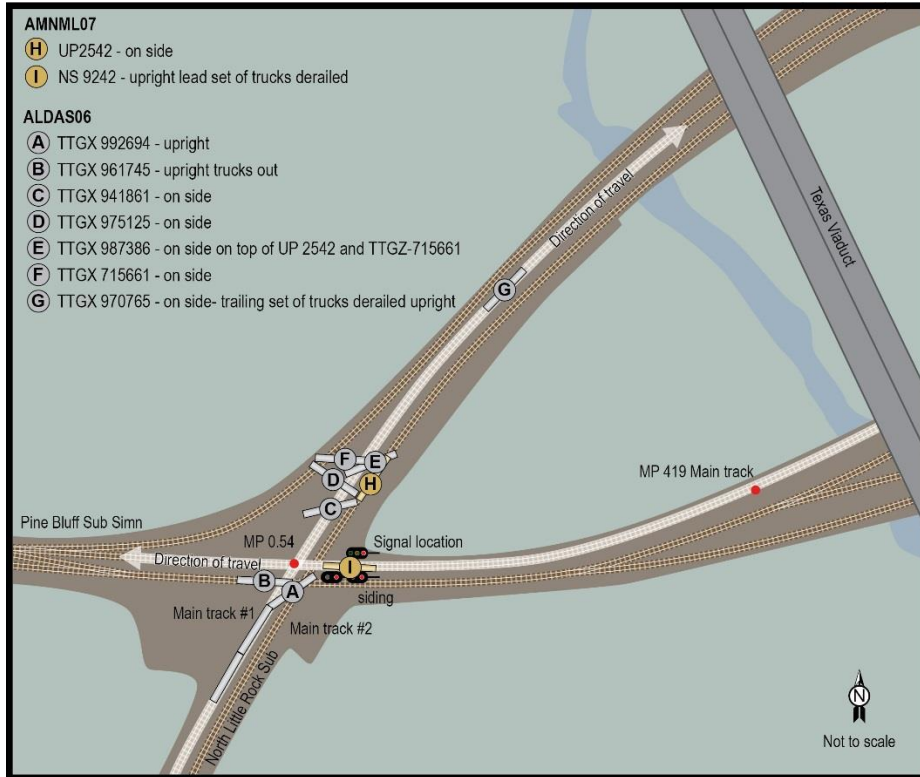 AMNML07
H UP2542 - on side
I NS 9242 - upright lead set of trucks derailed
ALDAS06
A TTGX 992694 - upright
B TTGX 961745 - upright trucks out
C TTGX 941861 - on side
D TTGX 975125 - on side
E TTGX 987386 - on side on top of UP 2542 and TTGZ-715661
F TTGX 715661 - on side
G TTGX 970765 - on side- trailing set of trucks derailed upright
Texas Viaduct
Direction of travel
G
F
E
D
H
C
MP 419 Main track
Pine Bluff Sub Simn
MP 0.54
Signal location
Direction of travel
I
B
A
siding
Main track #1
Main track #2
North Little Rock Sub
N
Not to scale